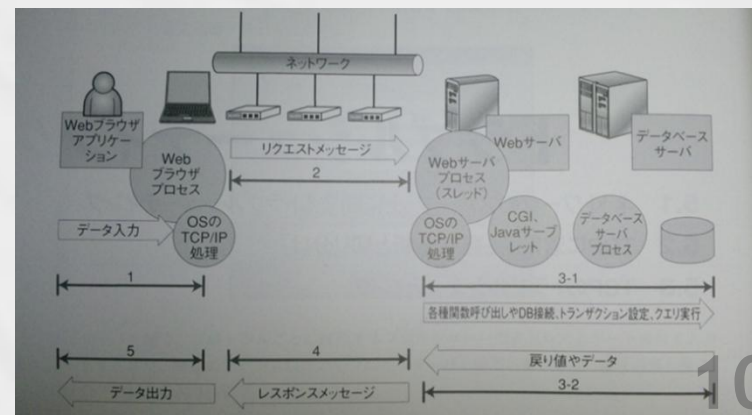 ネットワーク
Webブラウザ
アプリケー
ション
Web
ブラウザ
プロセス
リクエストメッセージ
2
Webサーバ
Webサーバ
プロセス
(スレッド)
データベース
サーバ
データ入力
OSの
TCP/IP
処理
OSの
TCP/IP
処理
CGI、
Javaサーブ
レット
データベース
サーバ
プロセス
1
3-1
各種関数呼び出しやDB接続、トランザクション設定、クエリ実行
5
4
戻り値やデータ
データ出力
レスポンスメッセージ
3-2
10